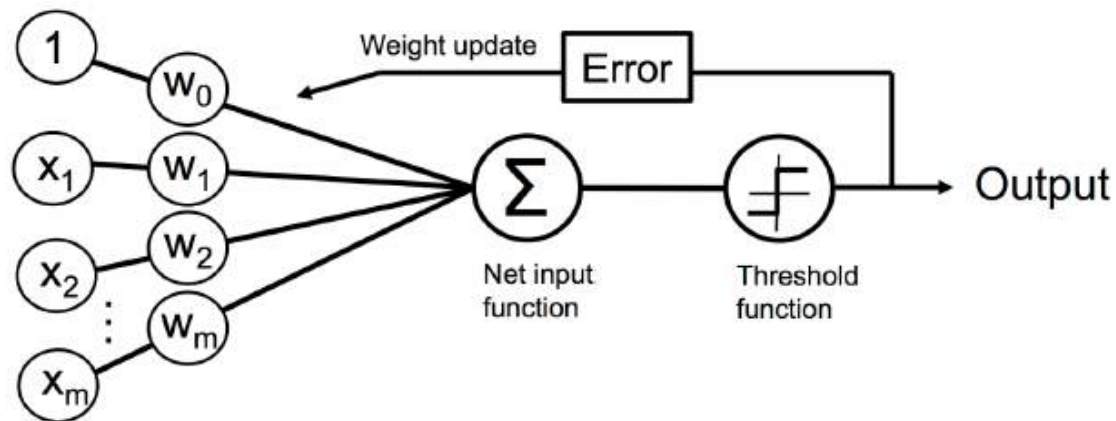 1
w₀
Weight update
Error
x₁
w₁
Σ
Output
x₂
w₂
Net input
function
Threshold
function
⋮
wₘ
xₘ